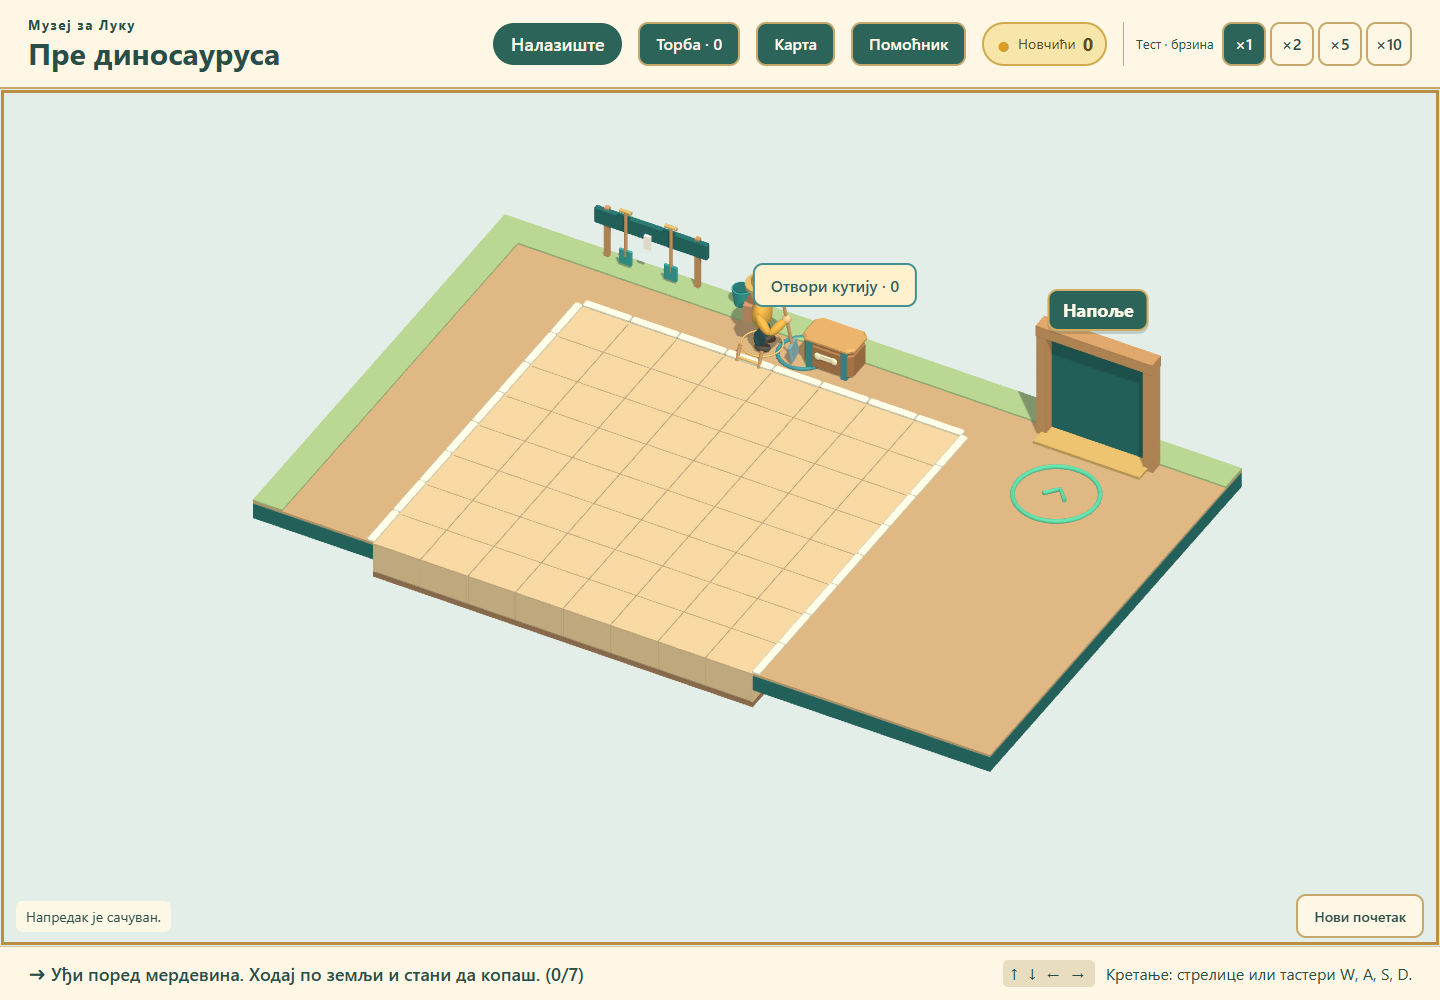 Музеј за Луку
Пре диносауруса
Налазиште
Торба · 0
Карта
Помоћник
Новчићи 0
Тест · брзина
×1
×2
×5
×10
Отвори кутију · 0
Напоље
Напредак је сачуван.
Нови почетак
→ Уђи поред мердевина. Ходај по земљи и стани да копаш. (0/7)
↑ ↓ ← → Кретање: стрелице или тастери W, A, S, D.